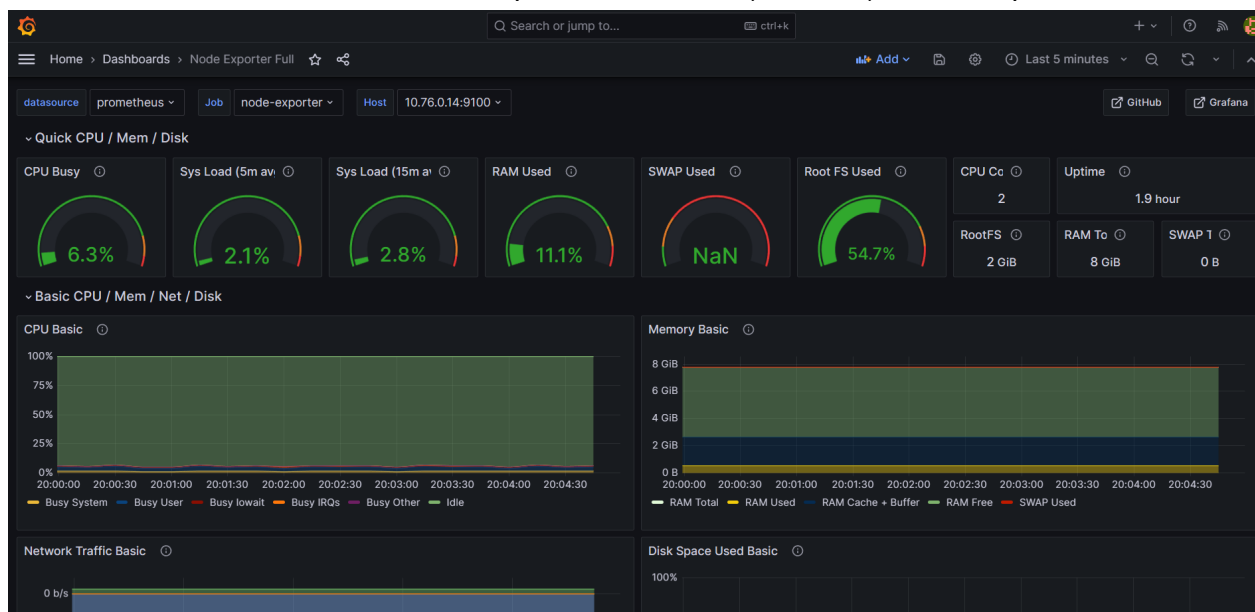 Search or jump to... ctrl+k
Home › Dashboards › Node Exporter Full Add Last 5 minutes
datasource prometheus Job node-exporter Host 10.76.0.14:9100 GitHub Grafana
Quick CPU / Mem / Disk
CPU Busy Sys Load (5m av Sys Load (15m a RAM Used SWAP Used Root FS Used CPU Co Uptime
2 1.9 hour
6.3% 2.1% 2.8% 11.1% NaN 54.7%
RootFS RAM To SWAP T
2 GiB 8 GiB 0 B
Basic CPU / Mem / Net / Disk
CPU Basic Memory Basic
100%
75%
50%
25%
0%
20:00:00 20:00:30 20:01:00 20:01:30 20:02:00 20:02:30 20:03:00 20:03:30 20:04:00 20:04:30
Busy System Busy User Busy Iowait Busy IRQs Busy Other Idle
8 GiB
6 GiB
4 GiB
2 GiB
0 B
20:00:00 20:00:30 20:01:00 20:01:30 20:02:00 20:02:30 20:03:00 20:03:30 20:04:00 20:04:30
RAM Total RAM Used RAM Cache + Buffer RAM Free SWAP Used
Network Traffic Basic Disk Space Used Basic
0 b/s
100%